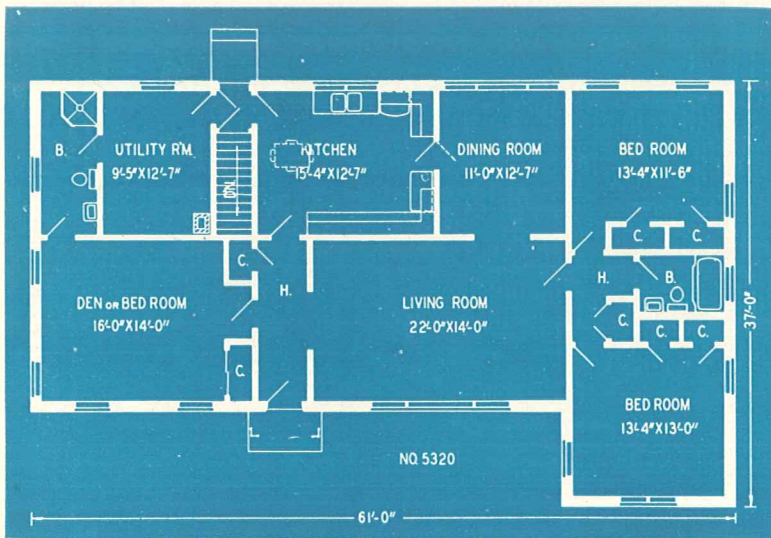 B.
UTILITY R'M.
9'-5"X12'-7"
DN.
KITCHEN
15'-4"X12'-7"
DINING ROOM
11'-0"X12'-7"
BED ROOM
13'-4"X11'-6"
C.
C.
C.
H.
H.
B.
DEN OR BED ROOM
16'-0"X14'-0"
LIVING ROOM
22'-0"X14'-0"
C.
C.
C.
C.
BED ROOM
13'-4"X13'-0"
37'-0"
NO. 5320
61'-0"